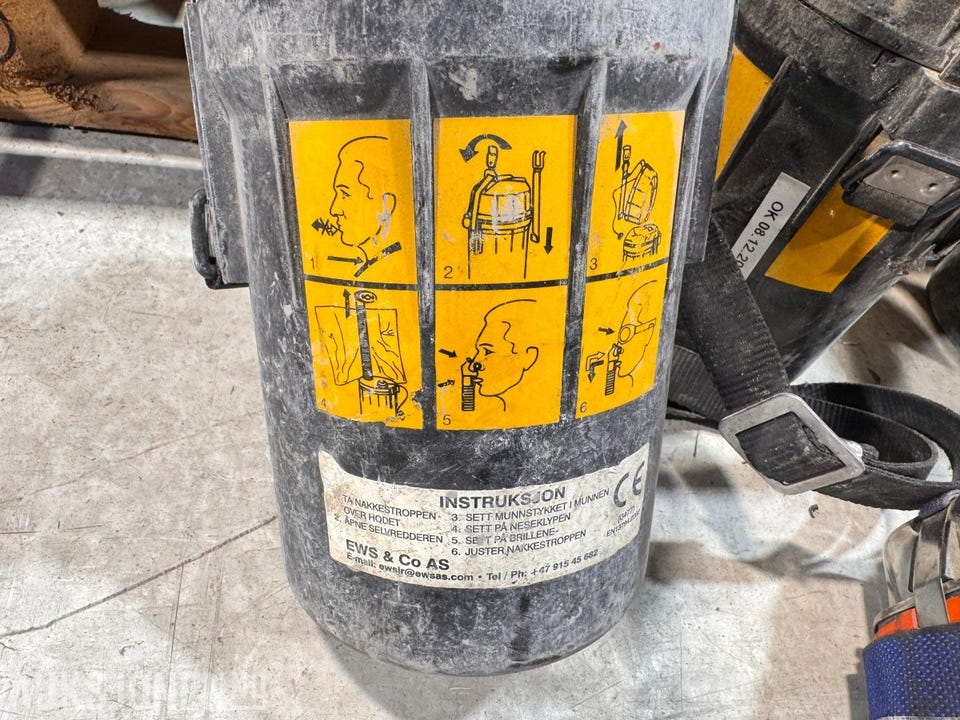 1
2
3
4
5
6
OK 08.12.20
INSTRUKSJON
TA NAKKESTROPPEN-
OVER HODET
2. ÅPNE SELVREDDEREN
3. SETT MUNNSTYKKET I MUNNEN
4. SETT PÅ NESEKLYPEN
5. SETT PÅ BRILLENE-
6. JUSTER NAKKESTROPPEN
CE
EWS & Co AS
E-mail: ewsir@ewsas.com • Tel / Ph: +47 915 45 682